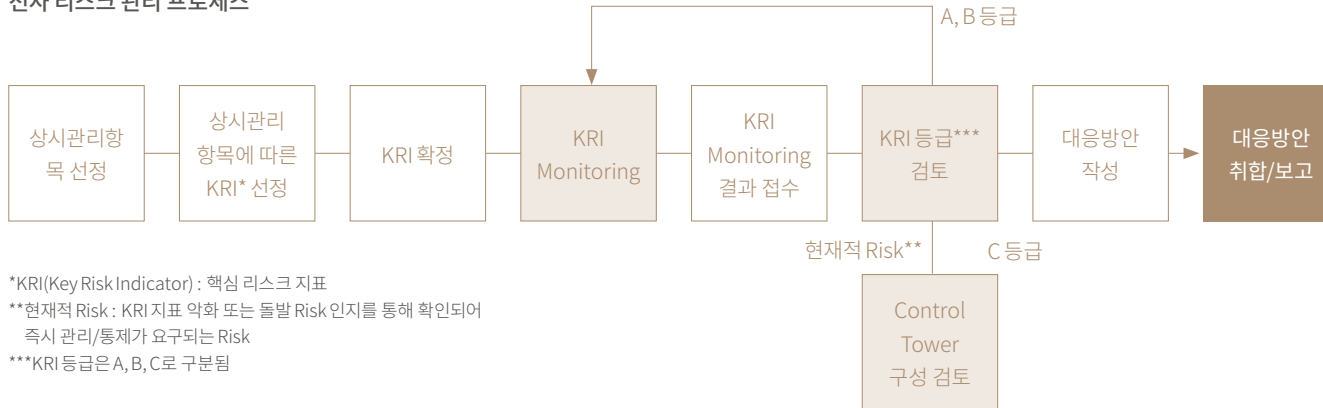 전사 리스크 관리 프로세스
A, B 등급
상시관리항
목 선정
상시관리
항목에 따른
KRI* 선정
KRI 확정
KRI
Monitoring
KRI
Monitoring
결과 접수
KRI 등급***
검토
대응방안
작성
대응방안
취합/보고
현재적 Risk**
C 등급
Control
Tower
구성 검토
*KRI(Key Risk Indicator) : 핵심 리스크 지표
**현재적 Risk : KRI 지표 악화 또는 돌발 Risk 인지를 통해 확인되어
즉시 관리/통제가 요구되는 Risk
***KRI 등급은 A, B, C로 구분됨